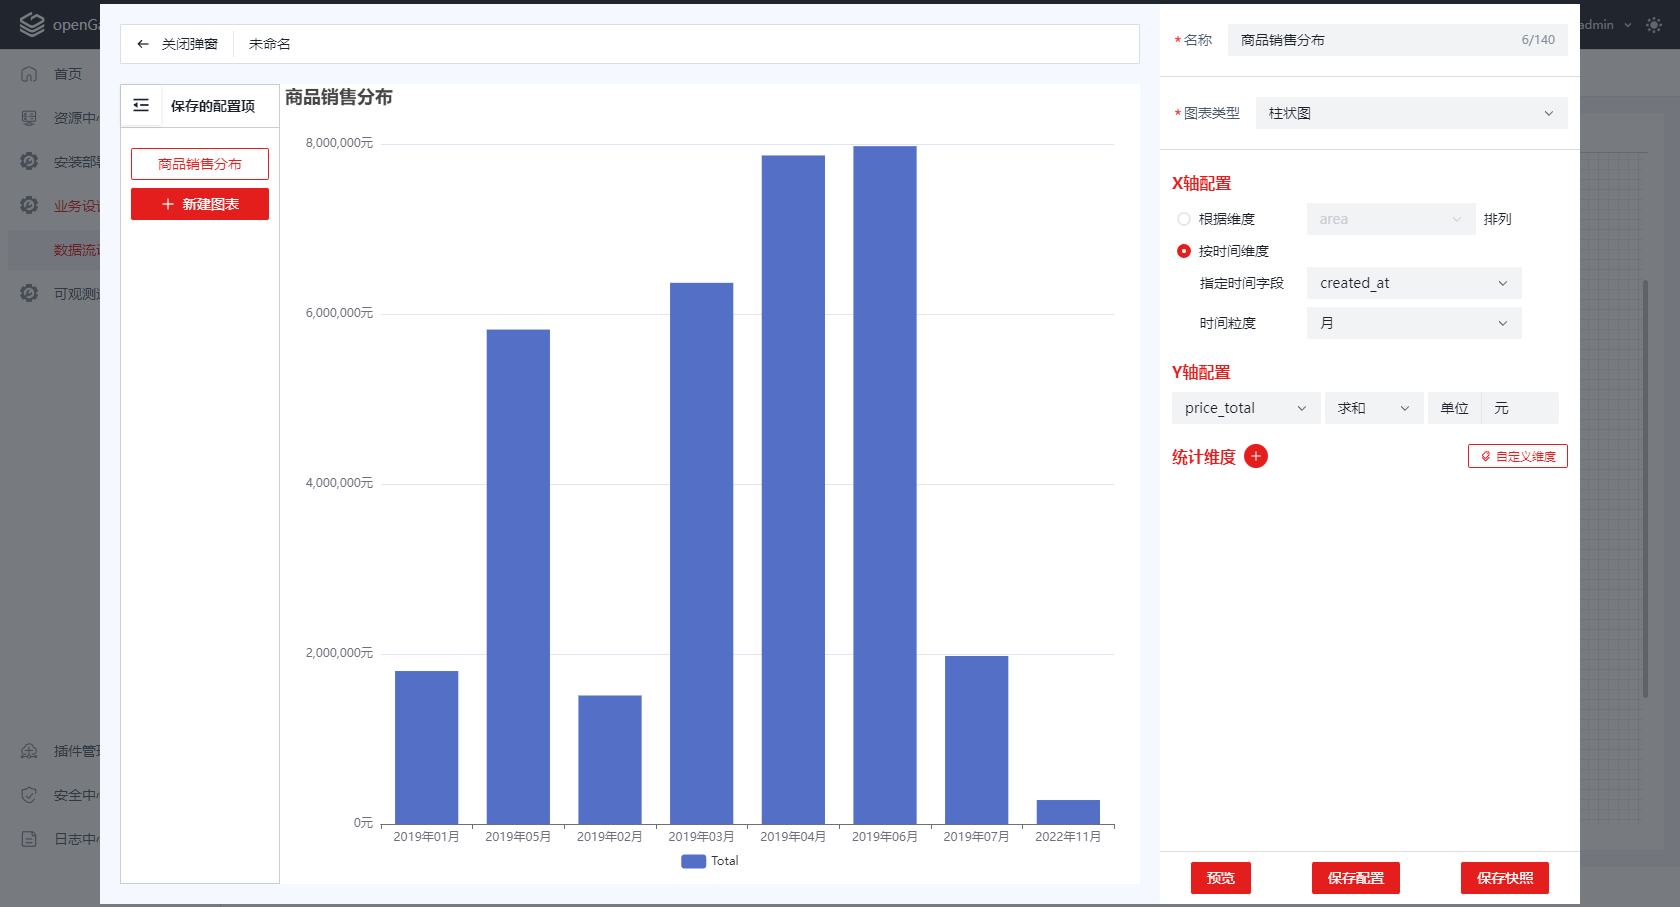 openGa
admin
首页
资源中心
安装部署
业务设计
数据流
可观测
插件管理
安全中心
日志中心
关闭弹窗
未命名
保存的配置项
商品销售分布
新建图表
商品销售分布
8,000,000元
6,000,000元
4,000,000元
2,000,000元
0元
2019年01月 2019年05月 2019年02月 2019年03月 2019年04月 2019年06月 2019年07月 2022年11月
Total
*名称 商品销售分布 6/140
*图表类型 柱状图
X轴配置
根据维度 area 排列
按时间维度
指定时间字段 created_at
时间粒度 月
Y轴配置
price_total 求和 单位 元
统计维度 自定义维度
预览 保存配置 保存快照